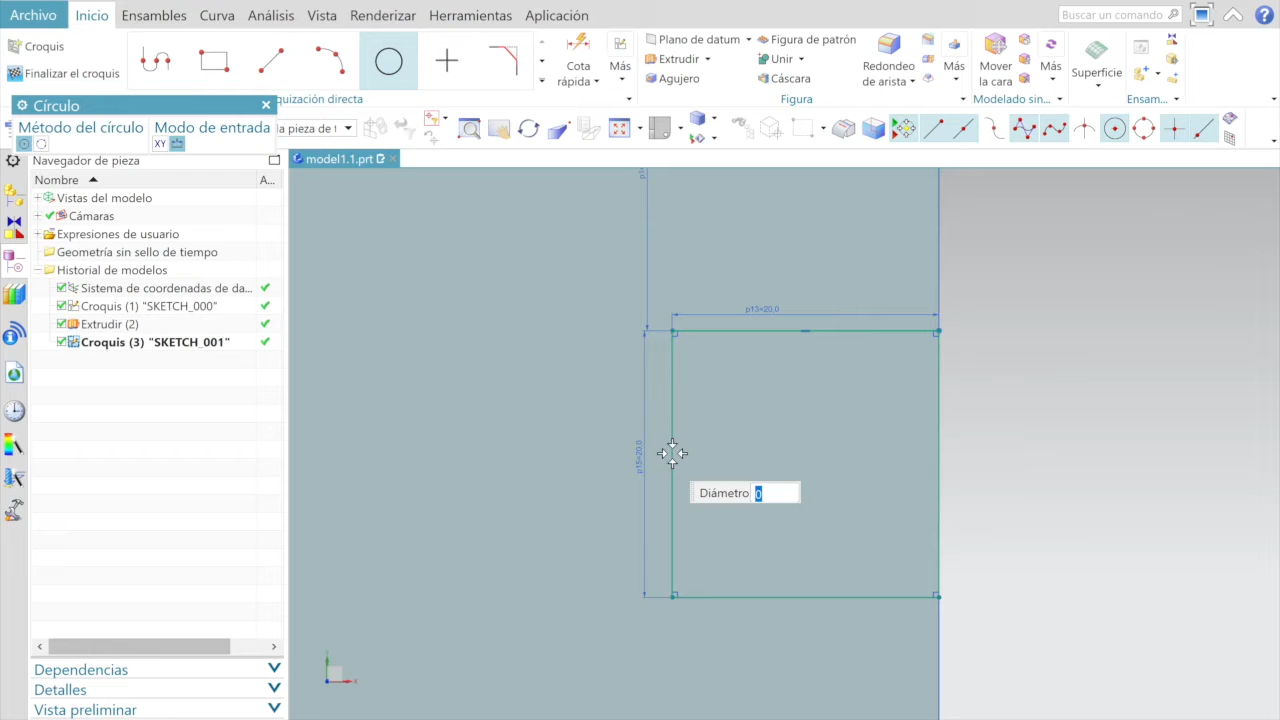 Archivo
Inicio
Ensambles
Curva
Análisis
Vista
Renderizar
Herramientas
Aplicación
Buscar un comando
Croquis
Finalizar el croquis
Cota
rápida
Más
Plano de datum
Figura de patrón
Extrudir
Unir
Agujero
Cáscara
Redondeo
de arista
Más
Mover
la cara
Más
Superficie
quización directa
Figura
Modelado sin...
Ensam...
Círculo
Método del círculo
Modo de entrada
XY
la pieza de t
Navegador de pieza
model1.1.prt
Nombre
A...
Vistas del modelo
Cámaras
Expresiones de usuario
Geometría sin sello de tiempo
Historial de modelos
Sistema de coordenadas de da...
Croquis (1) "SKETCH_000"
Extrudir (2)
Croquis (3) "SKETCH_001"
p13=20,0
p15=20,0
Diámetro 0
Y
X
Dependencias
Detalles
Vista preliminar